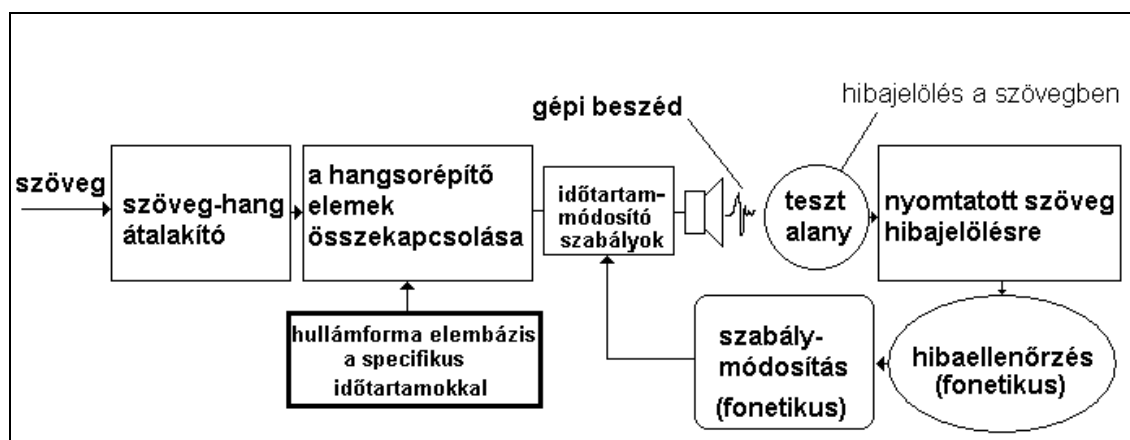 szöveg
szöveg-hang
átalakító
a hangsorépítő
elemek
összekapcsolása
hullámforma elembázis
a specifikus
időtartamokkal
időtartam-
módosító
szabályok
gépi beszéd
hibajelölés a szövegben
teszt
alany
nyomtatott szöveg
hibajelölésre
hibaellenőrzés
(fonetikus)
szabály-
módosítás
(fonetikus)